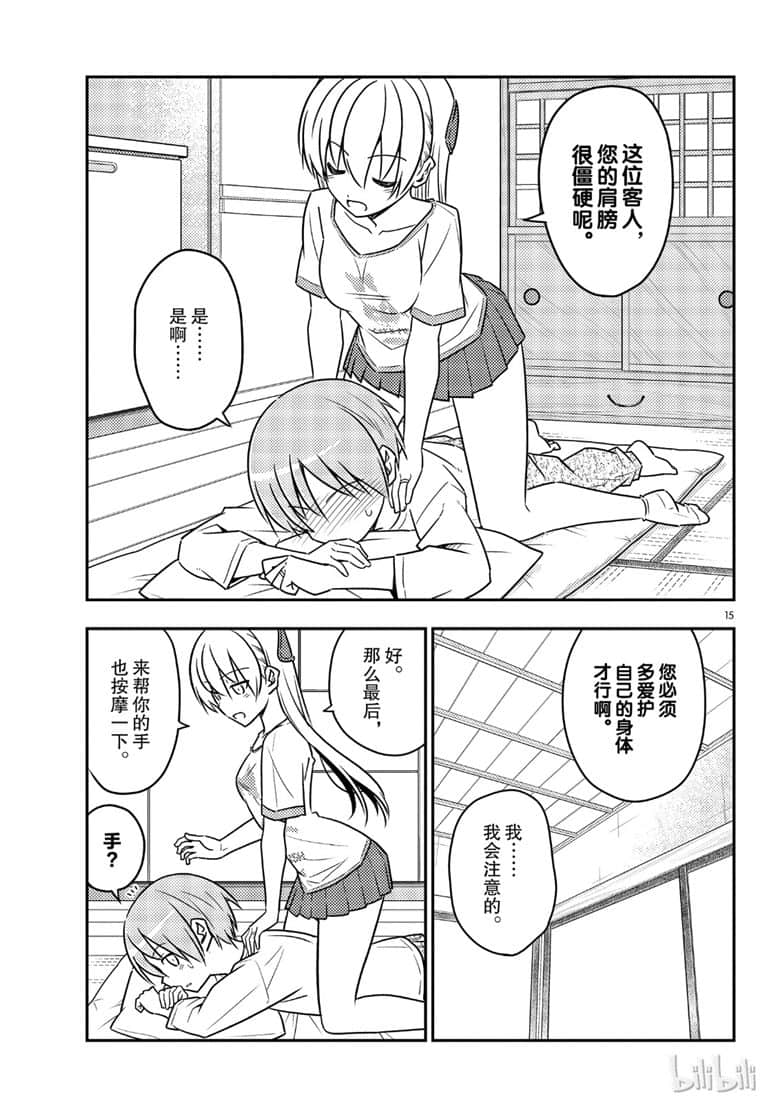 这位客人，
您的肩膀
很僵硬呢。
是……
是啊……
15
您必须
多爱护
自己的身体
才行啊。
我……
我会注意的。
好。
那么最后，
来帮你的手
也按摩一下。
手？
bilibili